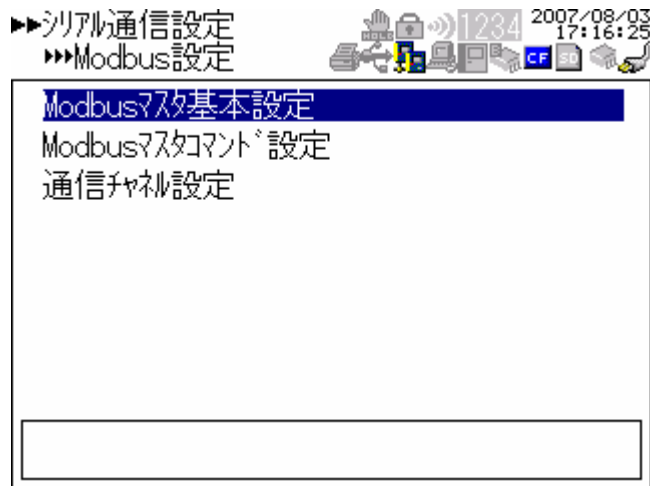 ▶▶シリアル通信設定
▶▶▶Modbus設定
HOLD 1234 2007/08/03
17:16:25
CF SD
Modbusマスタ基本設定
Modbusマスタコマンド設定
通信チャネル設定